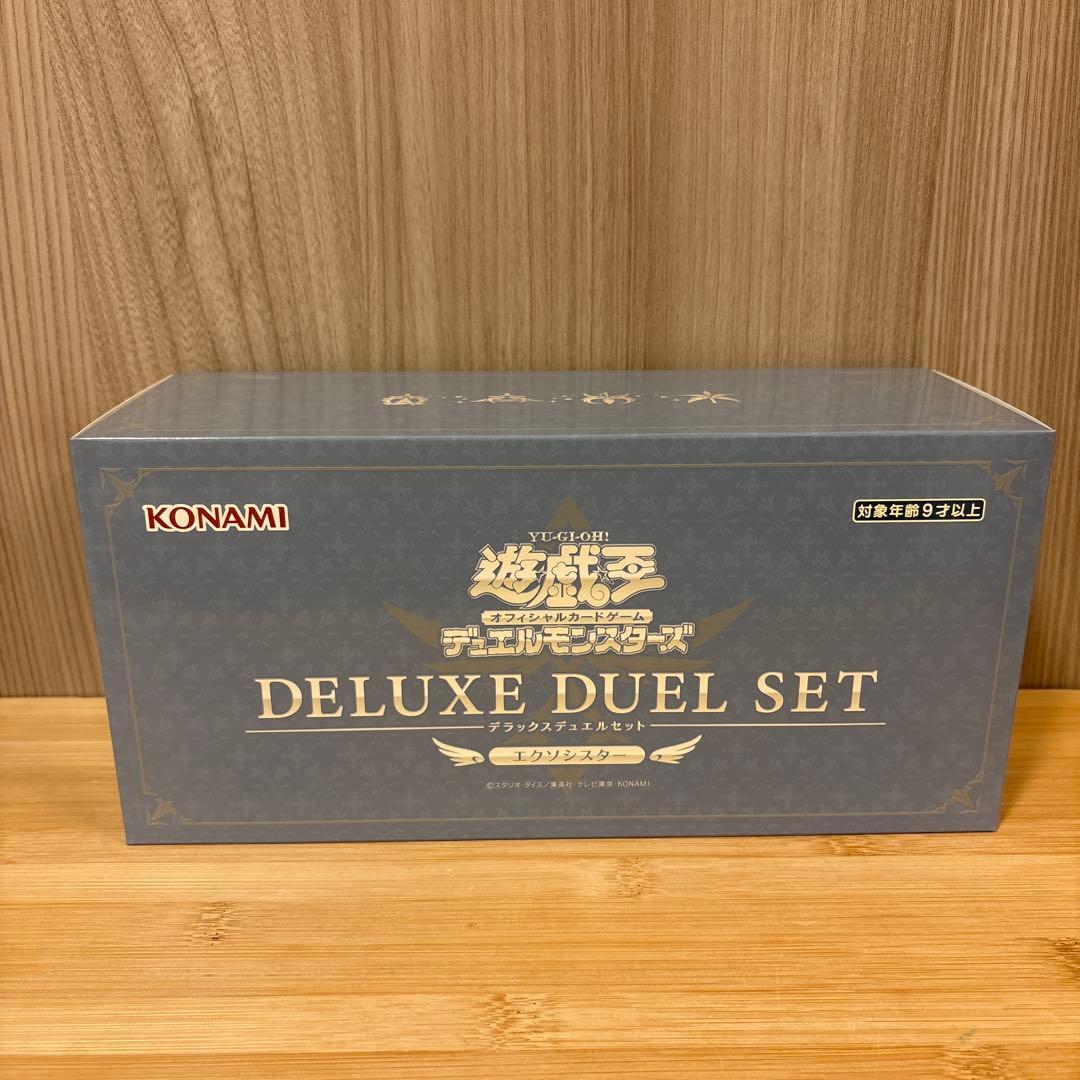 KONAMI
対象年齢9才以上
YU-GI-OH!
遊戯王
オフィシャルカードゲーム
デュエルモンスターズ
DELUXE DUEL SET
デラックスデュエルセット
エクソシスター
©スタジオ・ダイス／集英社・テレビ東京・KONAMI